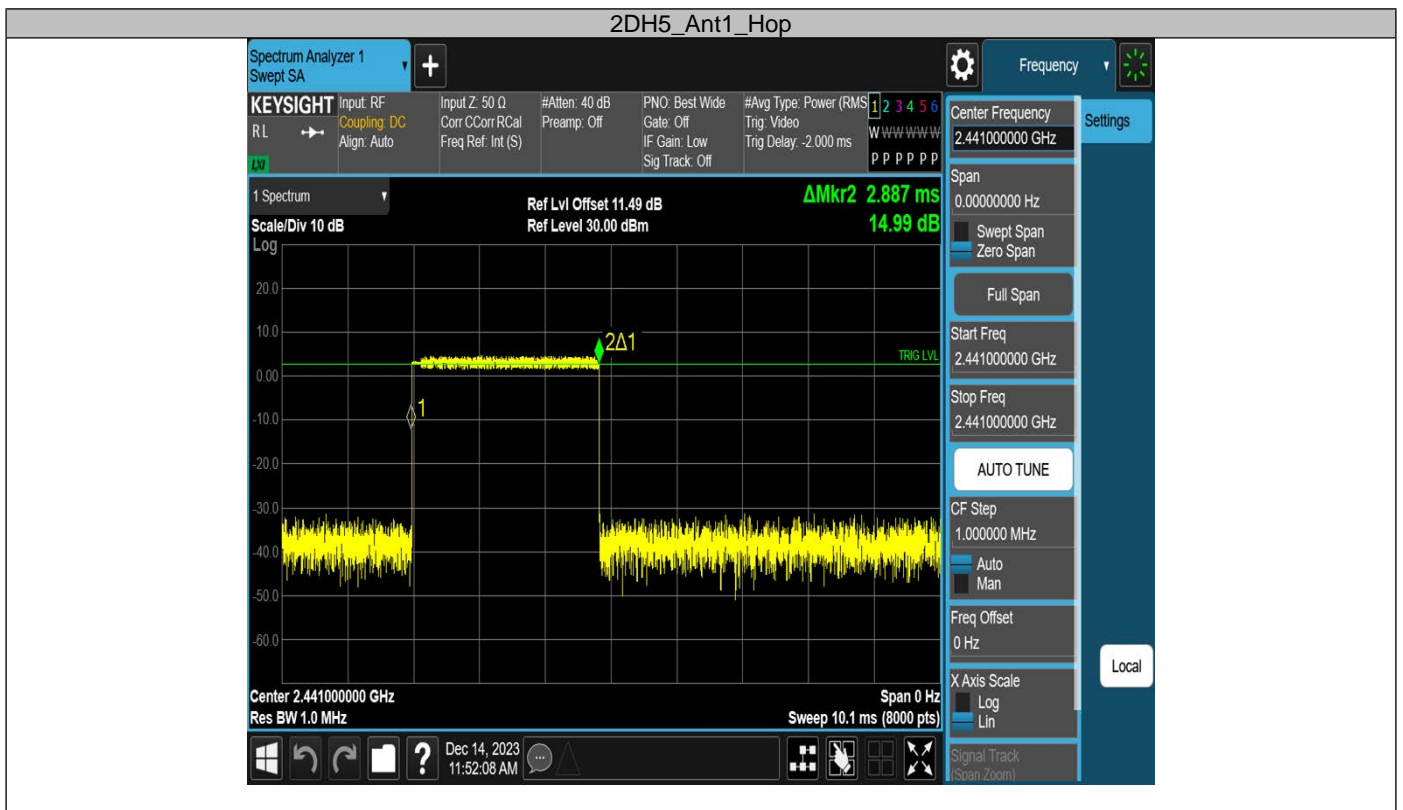 2DH5_Ant1_Hop
Spectrum Analyzer 1
Swept SA
+
Frequency
KEYSIGHT
RL
LXI
Input: RF
Coupling: DC
Align: Auto
Input Z: 50 Ω
Corr CCorr RCal
Freq Ref: Int (S)
#Atten: 40 dB
Preamp: Off
PNO: Best Wide
Gate: Off
IF Gain: Low
Sig Track: Off
#Avg Type: Power (RMS
Trig: Video
Trig Delay: -2.000 ms
1 2 3 4 5 6
W W W W W W
P P P P P P
1 Spectrum
Scale/Div 10 dB
Log
Ref Lvl Offset 11.49 dB
Ref Level 30.00 dBm
ΔMkr2 2.887 ms
14.99 dB
20.0
10.0
0.00
-10.0
-20.0
-30.0
-40.0
-50.0
-60.0
2Δ1
1
TRIG LVL
Center 2.441000000 GHz
Res BW 1.0 MHz
Span 0 Hz
Sweep 10.1 ms (8000 pts)
?
Dec 14, 2023
11:52:08 AM
Center Frequency
2.441000000 GHz
Settings
Span
0.00000000 Hz
Swept Span
Zero Span
Full Span
Start Freq
2.441000000 GHz
Stop Freq
2.441000000 GHz
AUTO TUNE
CF Step
1.000000 MHz
Auto
Man
Freq Offset
0 Hz
X Axis Scale
Log
Lin
Local
Signal Track
(Span Zoom)